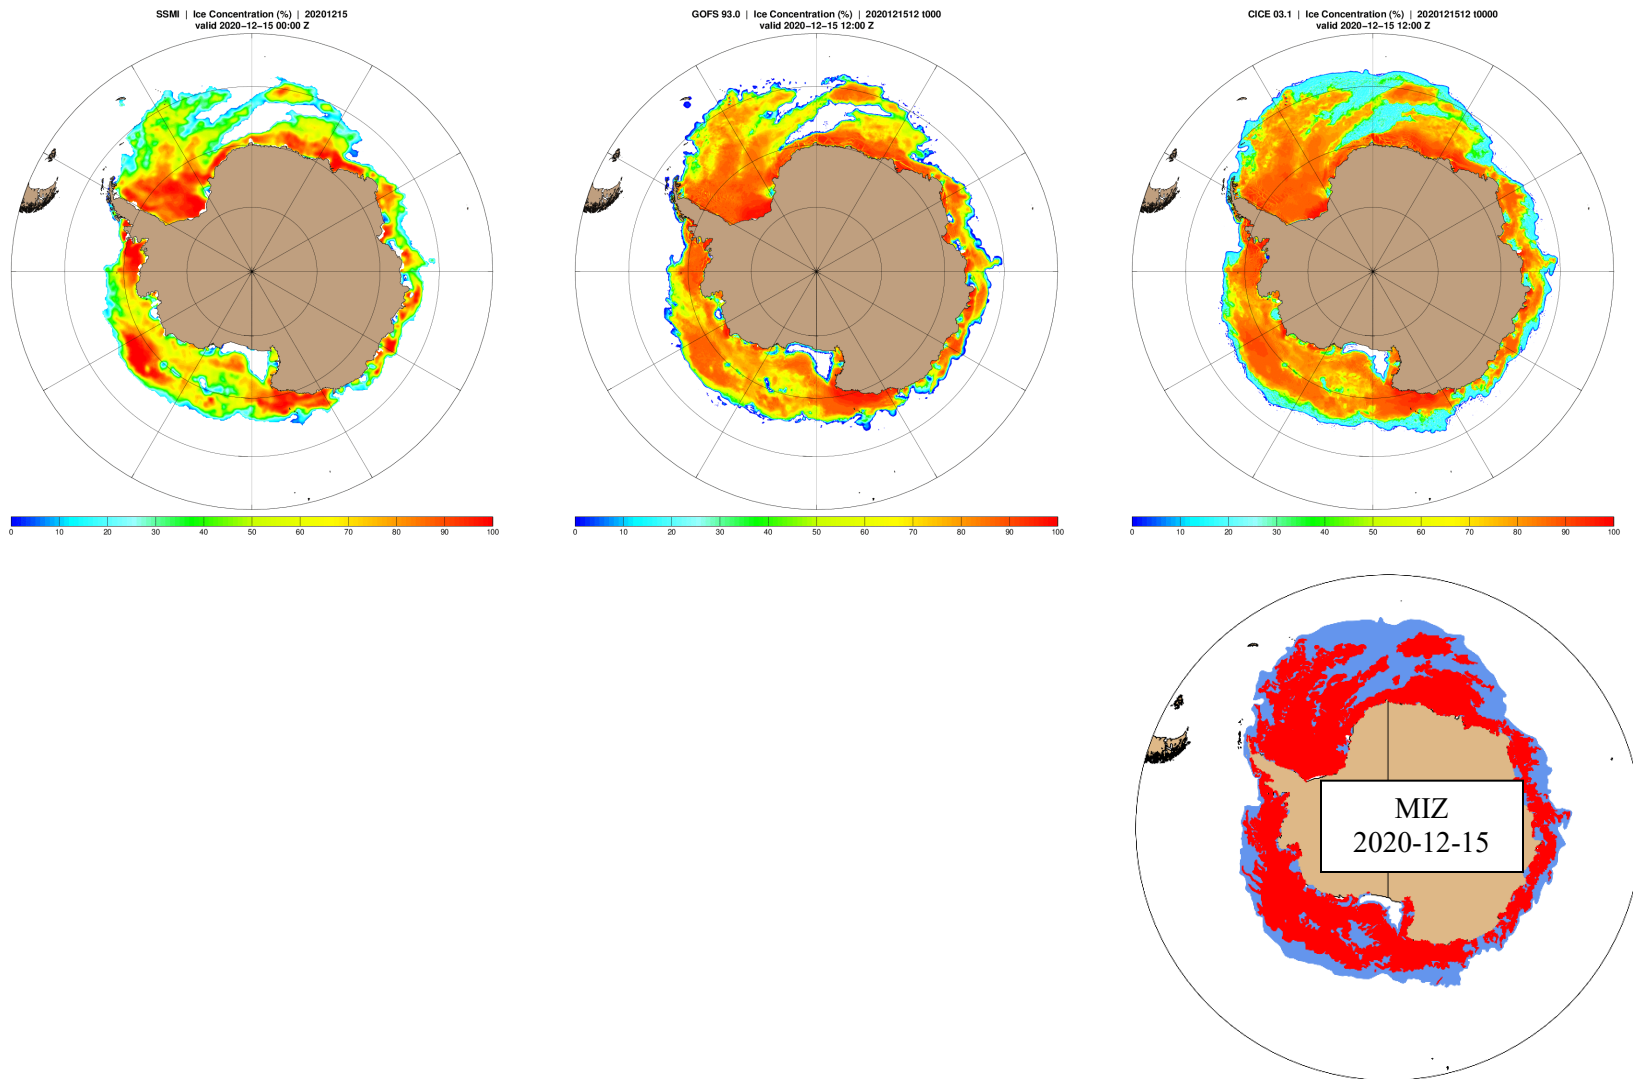 SSMI | Ice Concentration (%) | 20201215
valid 2020−12−15 00:00 Z
GOFS 93.0 | Ice Concentration (%) | 2020121512 t000
valid 2020−12−15 12:00 Z
CICE 03.1 | Ice Concentration (%) | 2020121512 t0000
valid 2020−12−15 12:00 Z
0 10 20 30 40 50 60 70 80 90 100
0 10 20 30 40 50 60 70 80 90 100
0 10 20 30 40 50 60 70 80 90 100
MIZ
2020-12-15